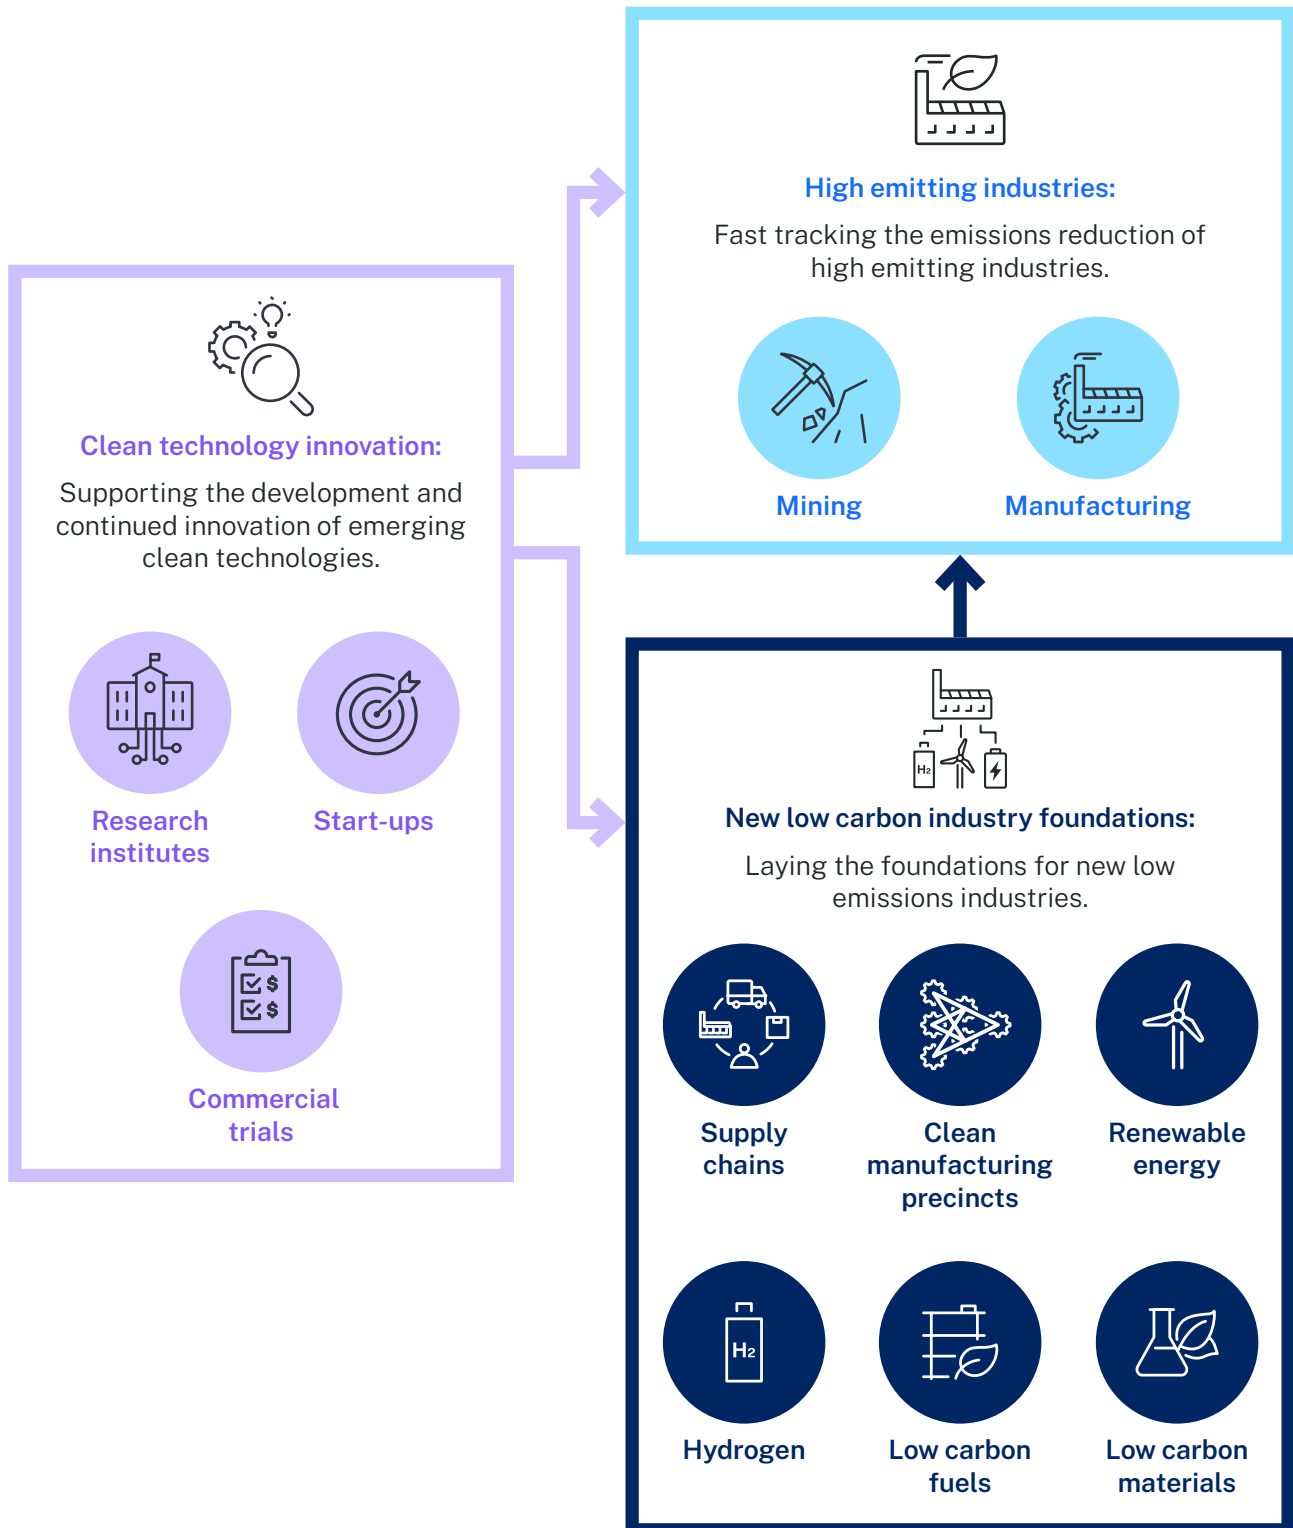 Clean technology innovation:
Supporting the development and
continued innovation of emerging
clean technologies.
Research
institutes
Start-ups
$
$
Commercial
trials
High emitting industries:
Fast tracking the emissions reduction of
high emitting industries.
Mining
Manufacturing
H₂
New low carbon industry foundations:
Laying the foundations for new low
emissions industries.
Supply
chains
Clean
manufacturing
precincts
Renewable
energy
H₂
Hydrogen
Low carbon
fuels
Low carbon
materials